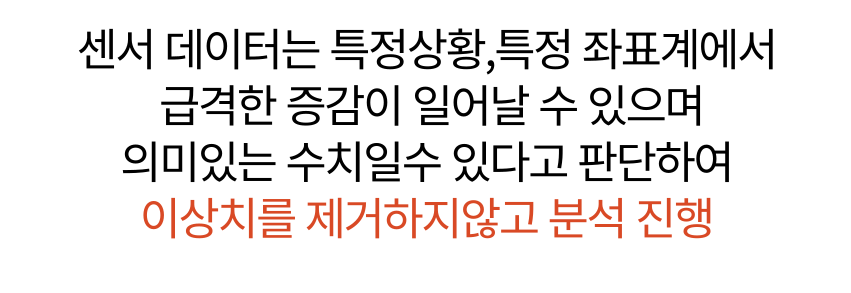 센서 데이터는 특정상황,특정 좌표계에서
급격한 증감이 일어날 수 있으며
의미있는 수치일수 있다고 판단하여
이상치를 제거하지않고 분석 진행